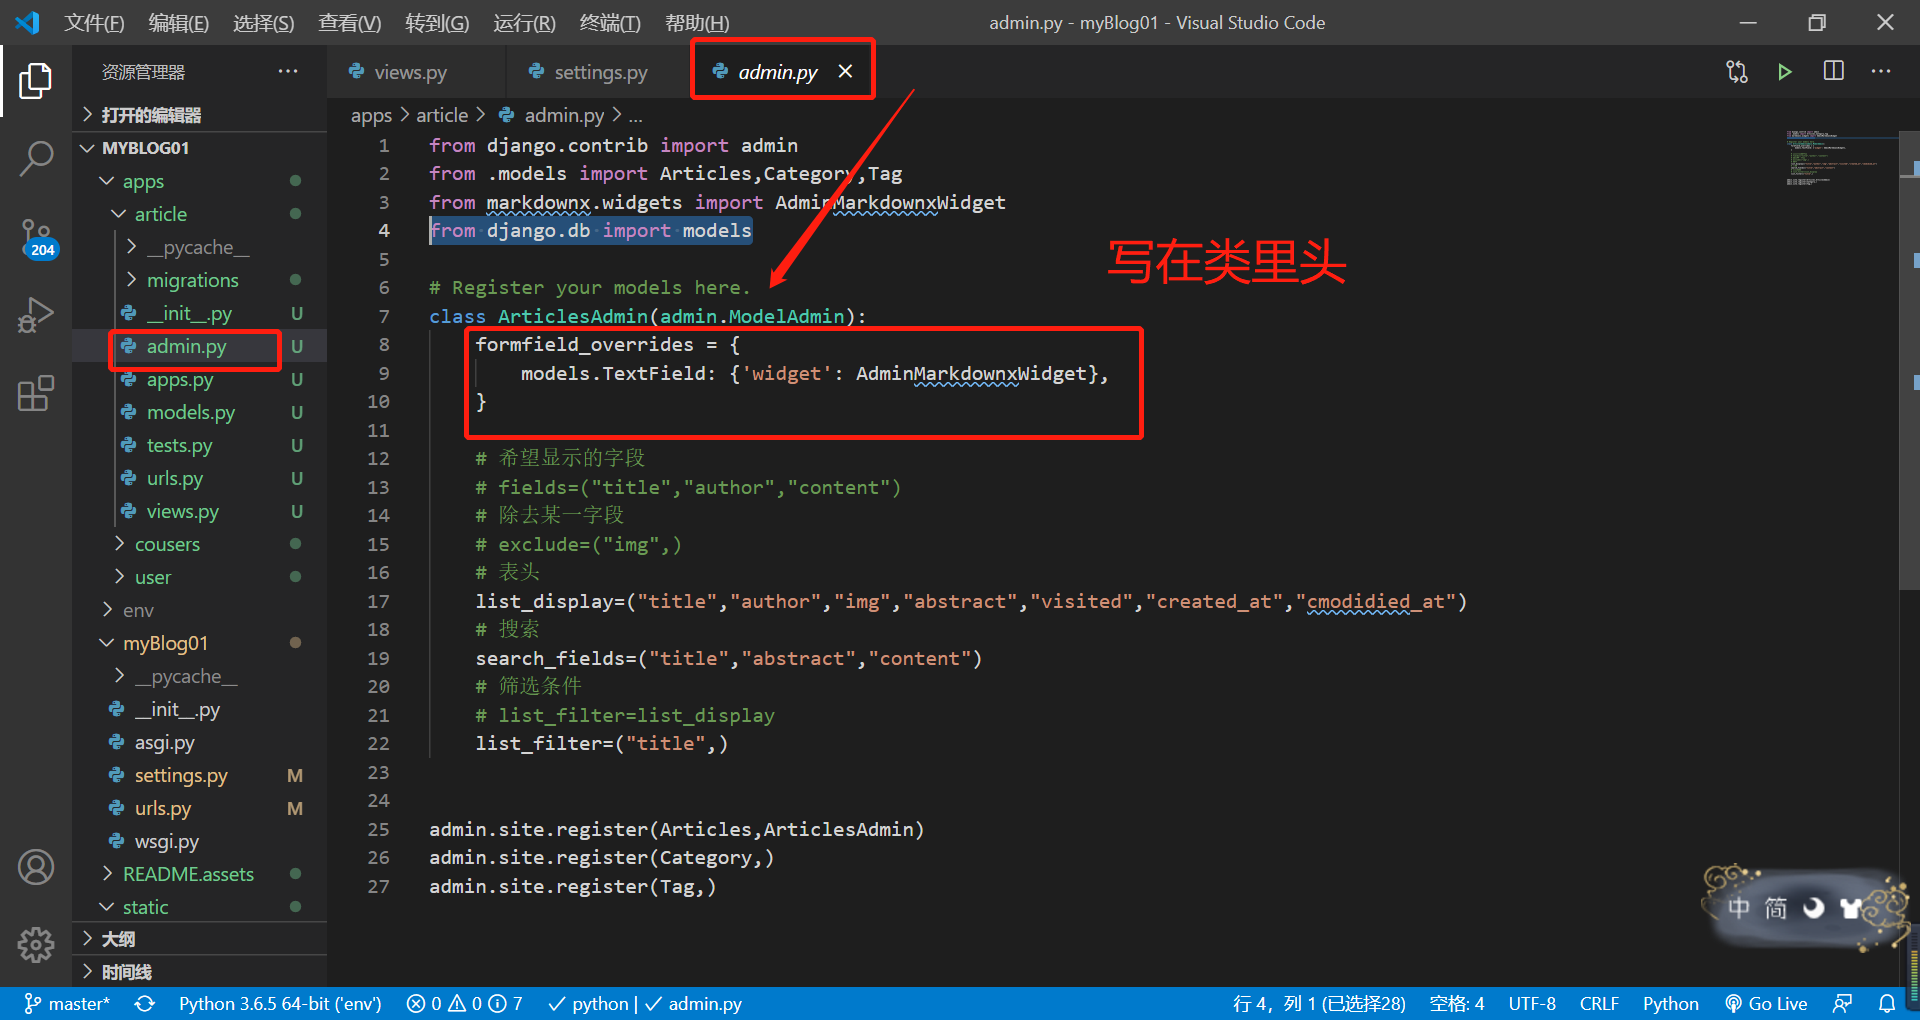 文件(F) 编辑(E) 选择(S) 查看(V) 转到(G) 运行(R) 终端(T) 帮助(H) admin.py - myBlog01 - Visual Studio Code
资源管理器 ···
打开的编辑器
MYBLOG01
apps
article
__pycache__
migrations
__init__.py U
admin.py U
apps.py U
models.py U
tests.py U
urls.py U
views.py U
cousers
user
env
myBlog01
__pycache__
__init__.py
asgi.py
settings.py M
urls.py M
wsgi.py
README.assets
static
大纲
时间线
204
views.py settings.py admin.py
apps > article > admin.py > ...
1 from django.contrib import admin
2 from .models import Articles,Category,Tag
3 from markdownx.widgets import AdminMarkdownxWidget
4 from django.db import models
5
6 # Register your models here.
7 class ArticlesAdmin(admin.ModelAdmin):
8 formfield_overrides = {
9 models.TextField: {'widget': AdminMarkdownxWidget},
10 }
11
12 # 希望显示的字段
13 # fields=("title","author","content")
14 # 除去某一字段
15 # exclude=("img",)
16 # 表头
17 list_display=("title","author","img","abstract","visited","created_at","cmodidied_at")
18 # 搜索
19 search_fields=("title","abstract","content")
20 # 筛选条件
21 # list_filter=list_display
22 list_filter=("title",)
23
24
25 admin.site.register(Articles,ArticlesAdmin)
26 admin.site.register(Category,)
27 admin.site.register(Tag,)
写在类里头
中 简
master* Python 3.6.5 64-bit ('env') 0 0 7 python | admin.py 行 4，列 1 (已选择28) 空格: 4 UTF-8 CRLF Python Go Live